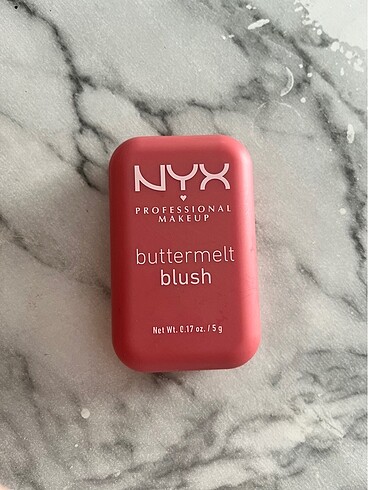 NYX
PROFESSIONAL
MAKEUP
buttermelt
blush
Net Wt. 0.17 oz. / 5 g